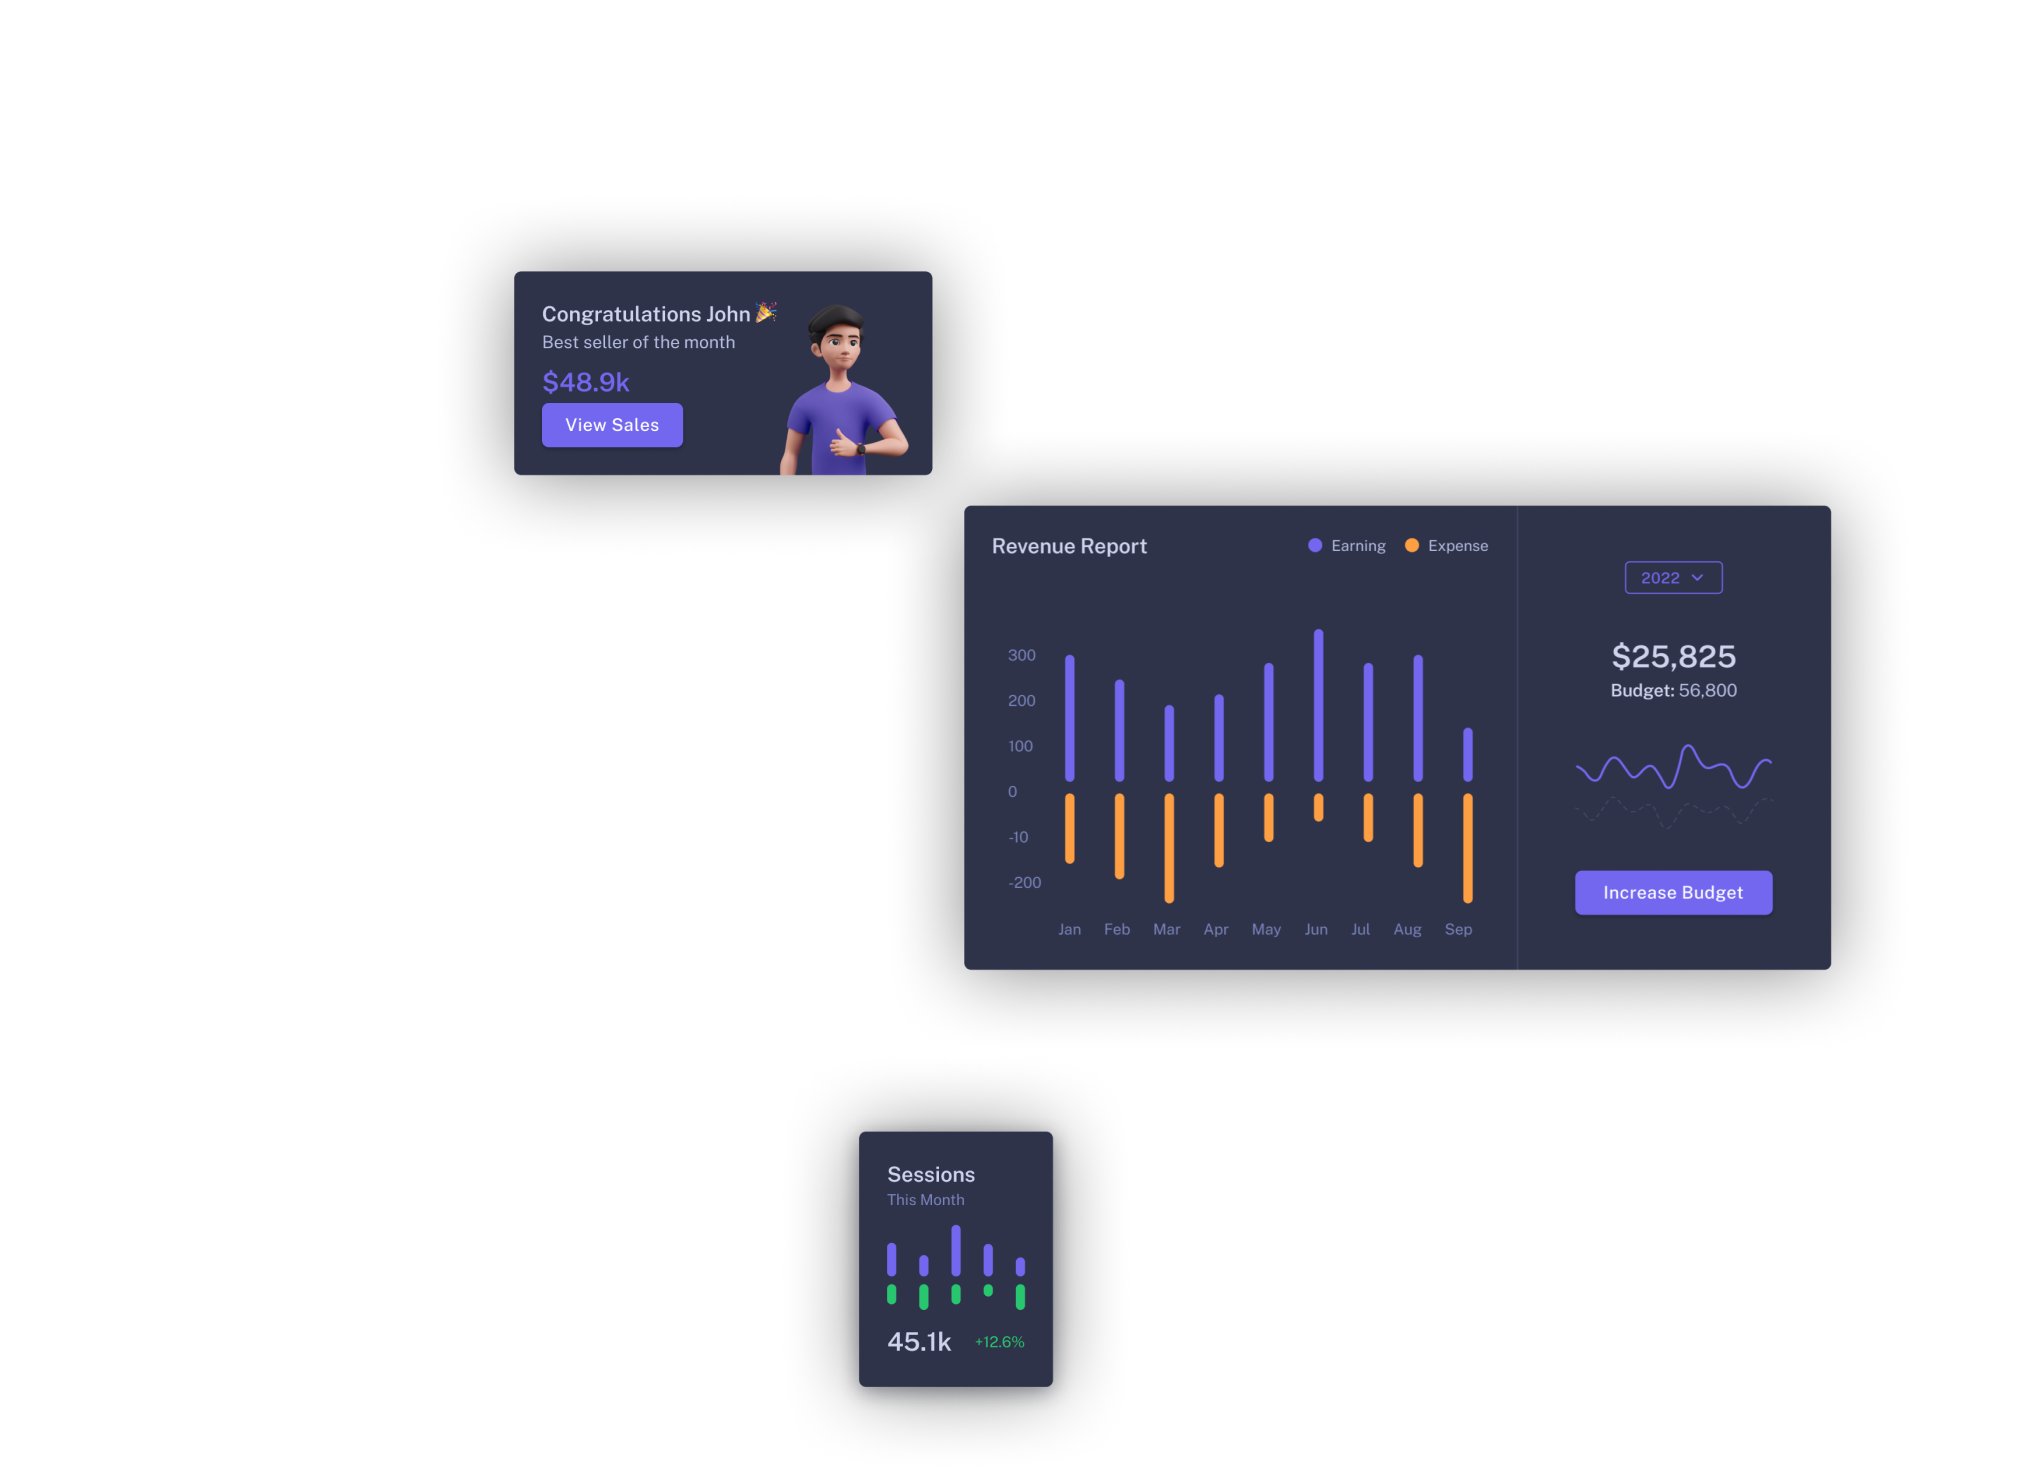 Congratulations John 🎉
Best seller of the month
$48.9k
View Sales
Revenue Report
Earning
Expense
300
200
100
0
-10
-200
Jan Feb Mar Apr May Jun Jul Aug Sep
2022
$25,825
Budget: 56,800
Increase Budget
Sessions
This Month
45.1k +12.6%